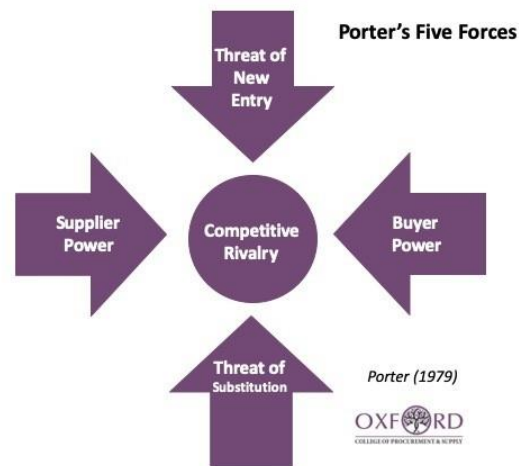 Porter's Five Forces
Threat of
New
Entry
Supplier
Power
Competitive
Rivalry
Buyer
Power
Threat of
Substitution
Porter (1979)
OXFORD
COLLEGE OF PROCUREMENT & SUPPLY